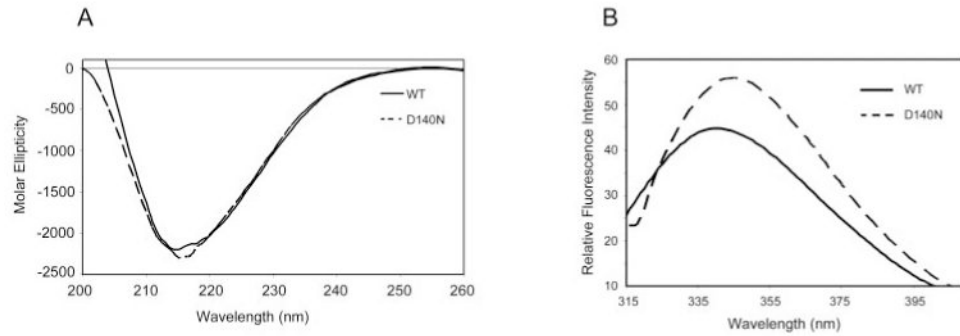 A
0
-500
-1000
-1500
-2000
-2500
Molar Ellipticity
WT
D140N
200 210 220 230 240 250 260
Wavelength (nm)
B
60
50
40
30
20
10
Relative Fluorescence Intensity
WT
D140N
315 335 355 375 395
Wavelength (nm)